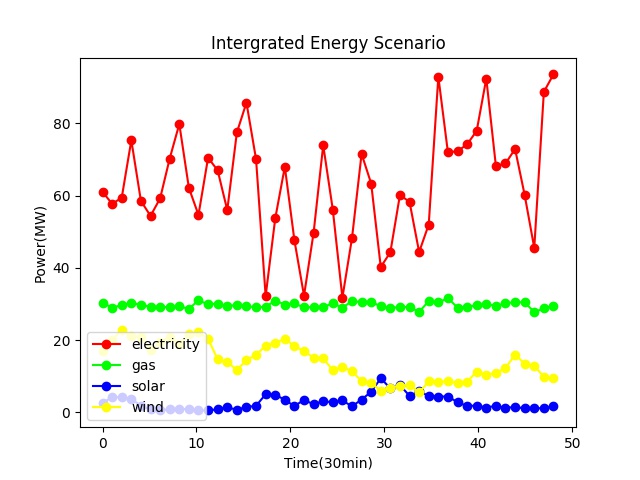 Intergrated Energy Scenario
Power(MW)
80
60
40
20
0
electricity
gas
solar
wind
0 10 20 30 40 50
Time(30min)